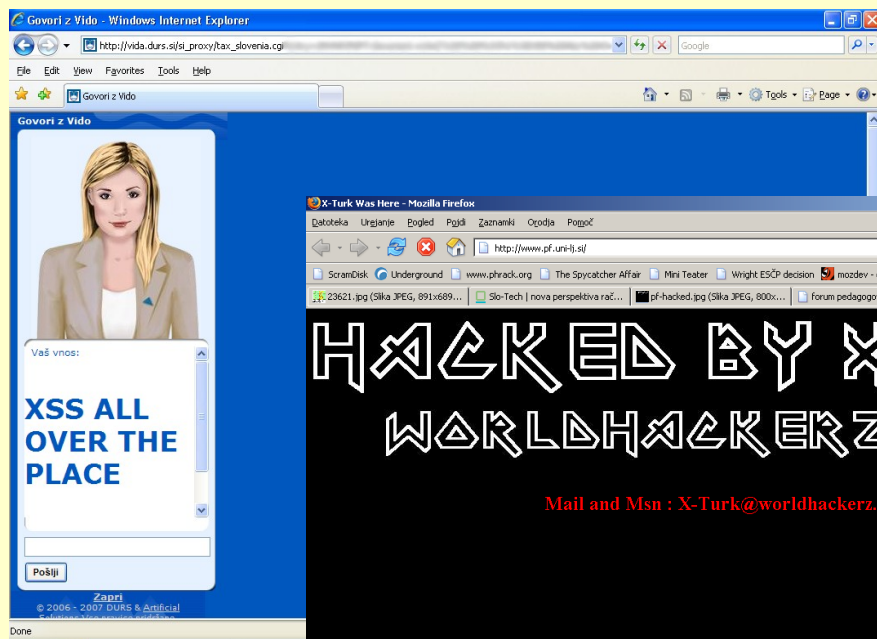 Govori z Vido - Windows Internet Explorer
http://vida.durs.si/si_proxy/tax_slovenia.cgi
Google
File Edit View Favorites Tools Help
Govori z Vido
Tools Page
Govori z Vido
Vaš vnos:
XSS ALL
OVER THE
PLACE
Pošlji
Zapri
© 2006 - 2007 DURS & Artificial
Done
X-Turk Was Here - Mozilla Firefox
Datoteka Urejanje Pogled Pojdi Zaznamki Orodja Pomoč
http://www.pf.uni-lj.si/
ScramDisk Underground www.phrack.org The Spycatcher Affair Mini Teater Wright ESČP decision mozdev -
23621.jpg (Slika JPEG, 891x689... Slo-Tech | nova perspektiva rač... pf-hacked.jpg (Slika JPEG, 800x... forum pedagogo
HACKED BY X
WORLDHACKERZ
Mail and Msn : X-Turk@worldhackerz.